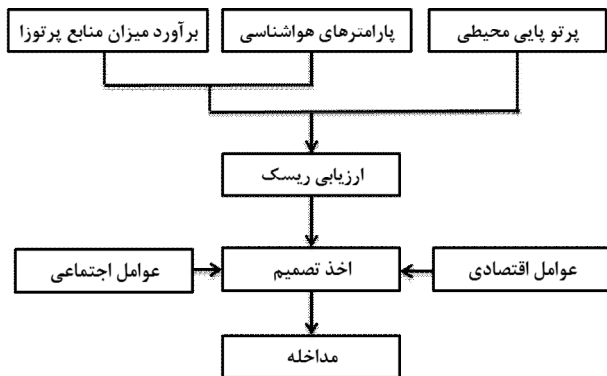 پرتو پایی محیطی
پارامترهای هواشناسی
برآورد میزان منابع پرتوزا
ارزیابی ریسک
عوامل اقتصادی
اخذ تصمیم
عوامل اجتماعی
مداخله